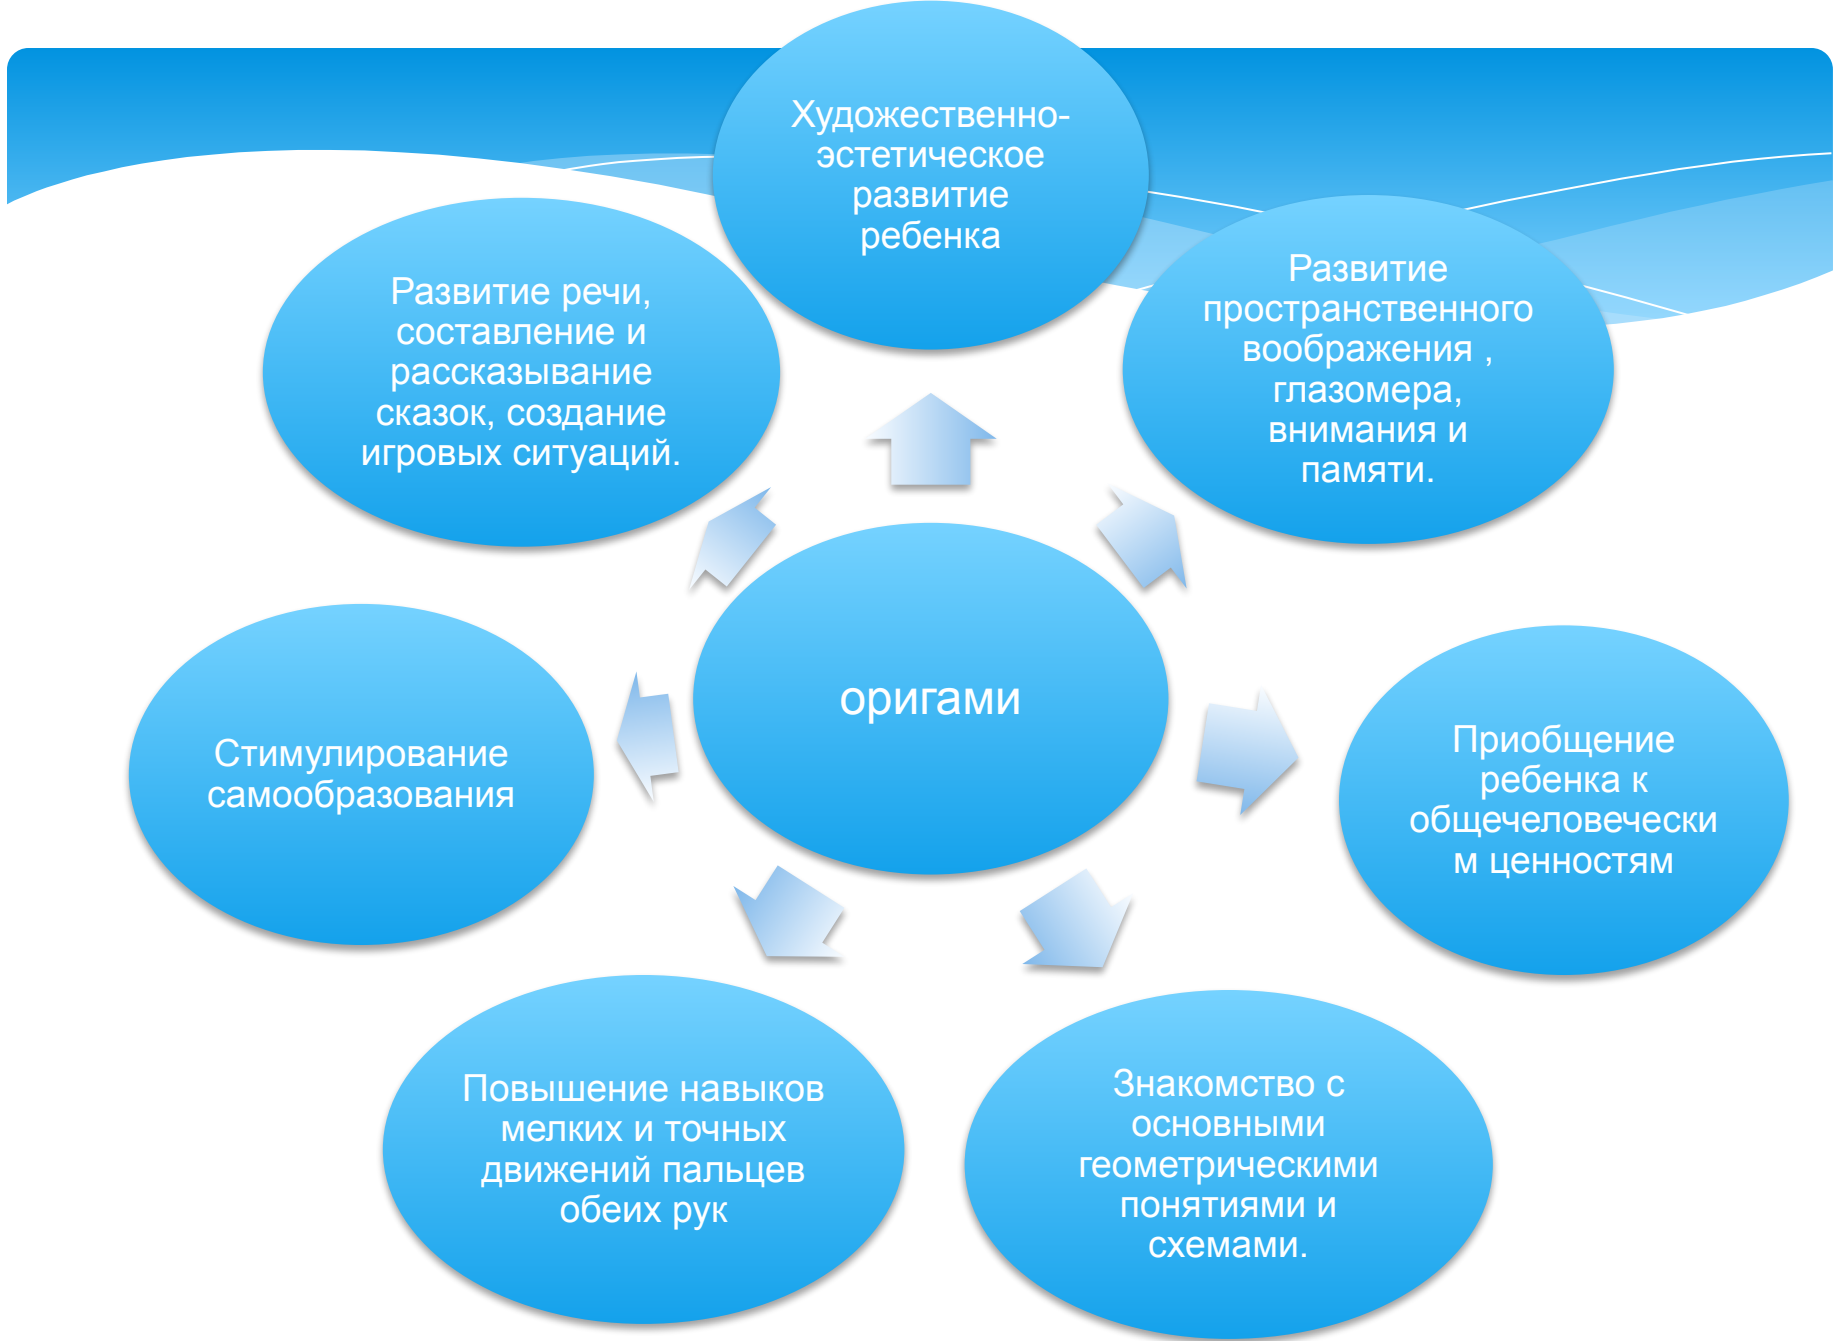 Художественно-
эстетическое
развитие
ребенка
Развитие
пространственного
воображения ,
глазомера,
внимания и
памяти.
Приобщение
ребенка к
общечеловечески
м ценностям
Знакомство с
основными
геометрическими
понятиями и
схемами.
Повышение навыков
мелких и точных
движений пальцев
обеих рук
Стимулирование
самообразования
Развитие речи,
составление и
рассказывание
сказок, создание
игровых ситуаций.
оригами